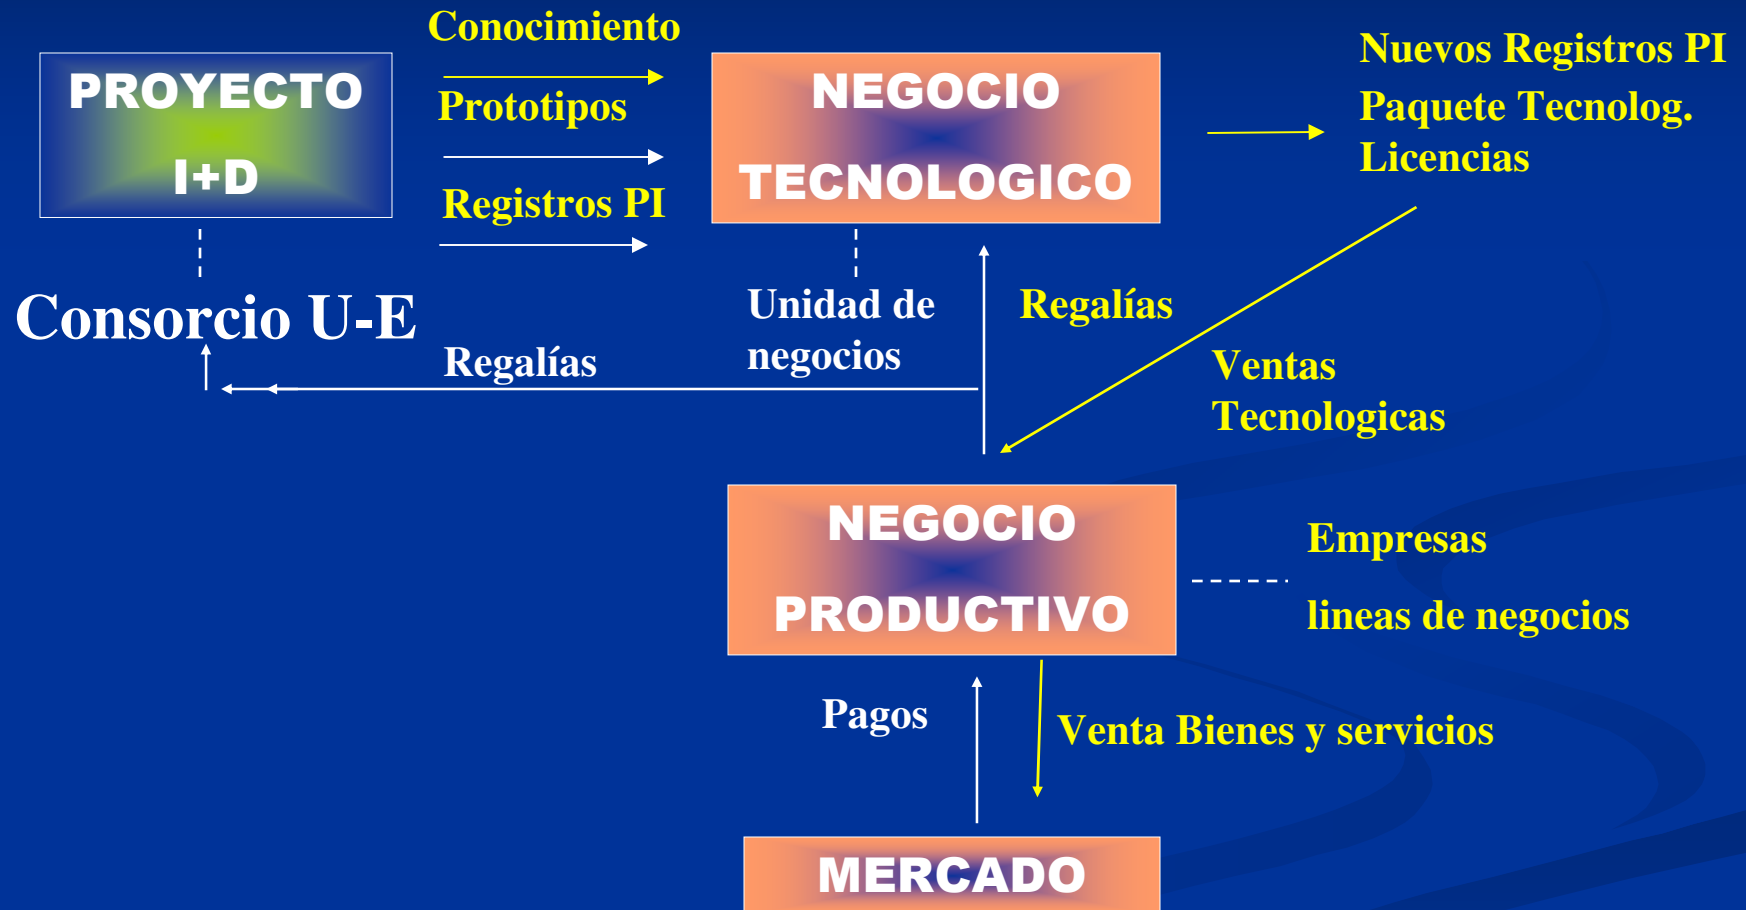 Conocimiento
PROYECTO
I+D
Prototipos
Registros PI
NEGOCIO
TECNOLOGICO
Nuevos Registros PI
Paquete Tecnolog.
Licencias
Consorcio U-E
Regalías
Unidad de
negocios
Regalías
Ventas
Tecnologicas
NEGOCIO
PRODUCTIVO
Empresas
lineas de negocios
Pagos
Venta Bienes y servicios
MERCADO